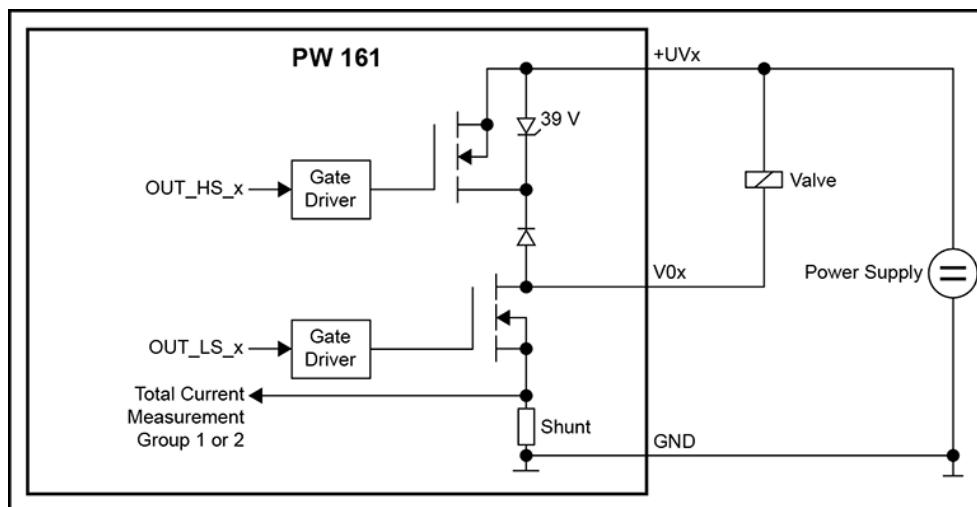 PW 161
+UVx
39 V
OUT_HS_x
Gate
Driver
Valve
Power Supply
V0x
OUT_LS_x
Gate
Driver
Total Current
Measurement
Group 1 or 2
Shunt
GND